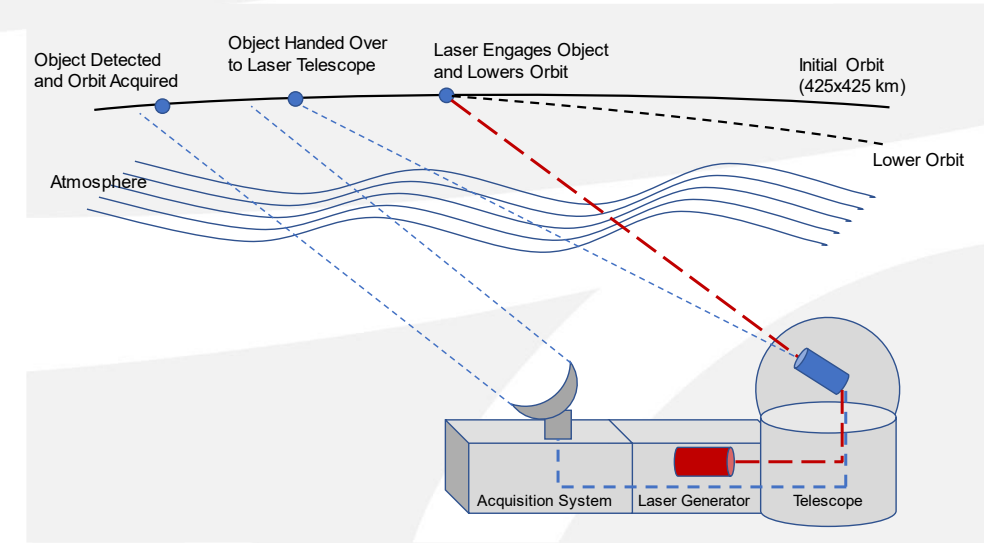 Object Detected
and Orbit Acquired
Object Handed Over
to Laser Telescope
Laser Engages Object
and Lowers Orbit
Initial Orbit
(425x425 km)
Lower Orbit
Atmosphere
Acquisition System
Laser Generator
Telescope